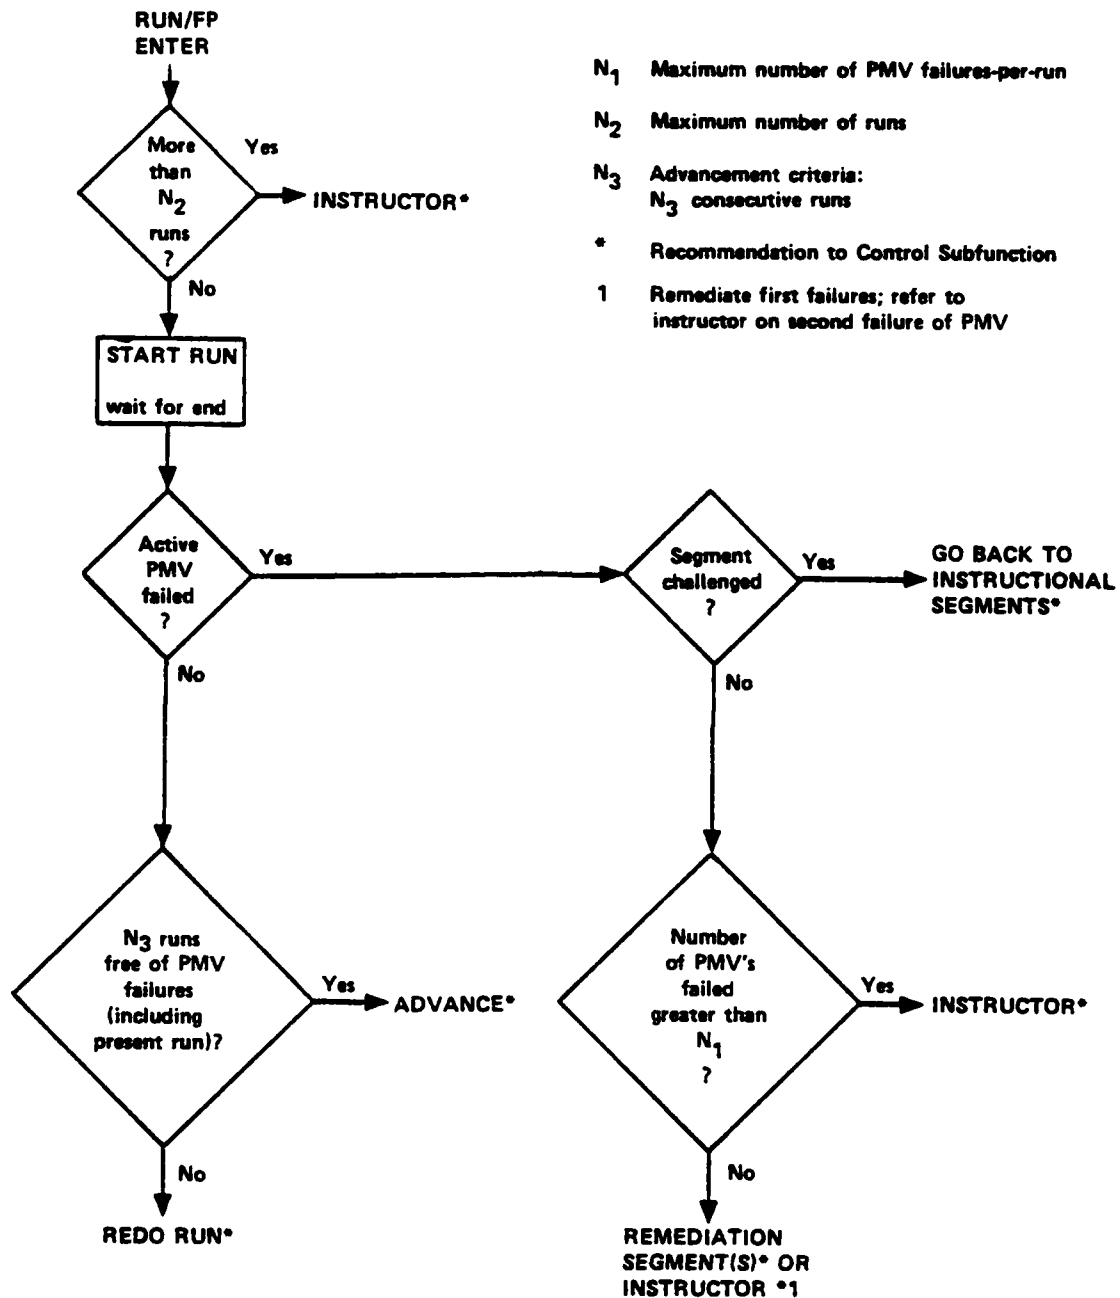 RUN/FP
ENTER
N1 Maximum number of PMV failures-per-run
N2 Maximum number of runs
N3 Advancement criteria:
N3 consecutive runs
* Recommendation to Control Subfunction
1 Remediate first failures; refer to
instructor on second failure of PMV
More
than
N2
runs
?
Yes
INSTRUCTOR*
No
START RUN
wait for end
Active
PMV
failed
?
Yes
No
Segment
challenged
?
Yes
GO BACK TO
INSTRUCTIONAL
SEGMENTS*
No
N3 runs
free of PMV
failures
(including
present run)?
Yes
ADVANCE*
No
REDO RUN*
Number
of PMV's
failed
greater than
N1
?
Yes
INSTRUCTOR*
No
REMEDIATION
SEGMENT(S)* OR
INSTRUCTOR *1